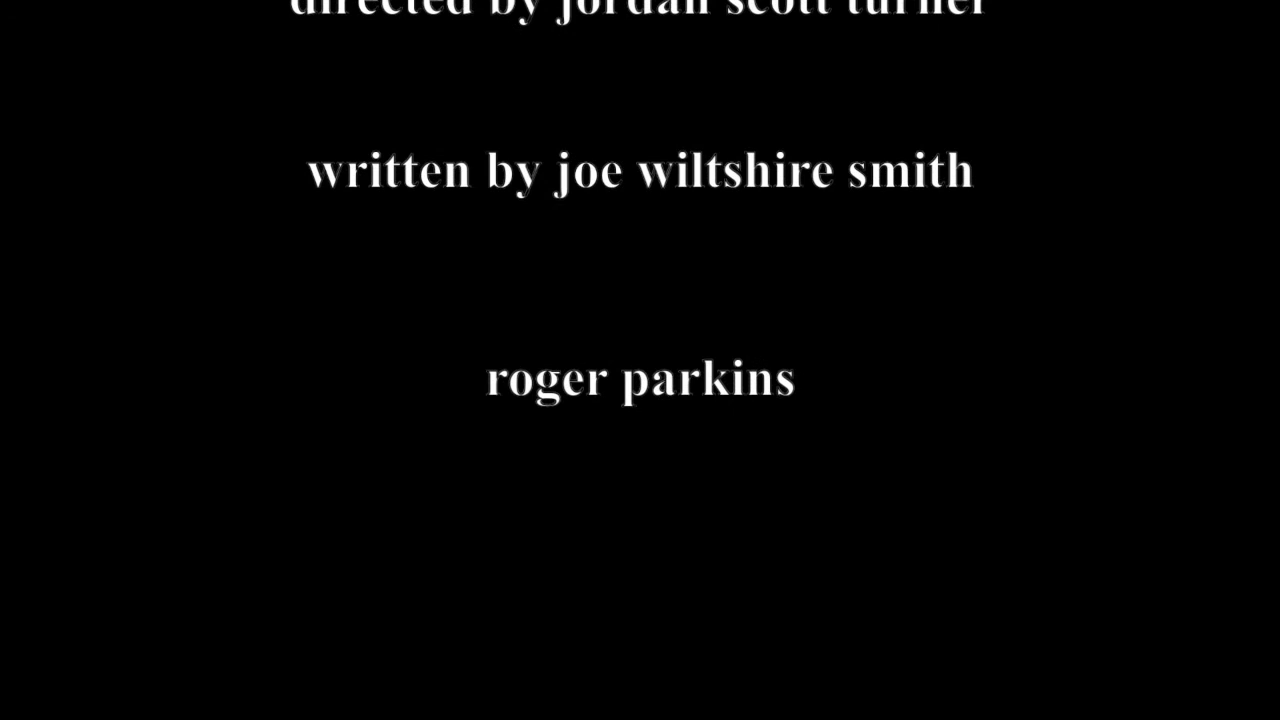 directed by jordan scott turner
written by joe wiltshire smith
roger parkins